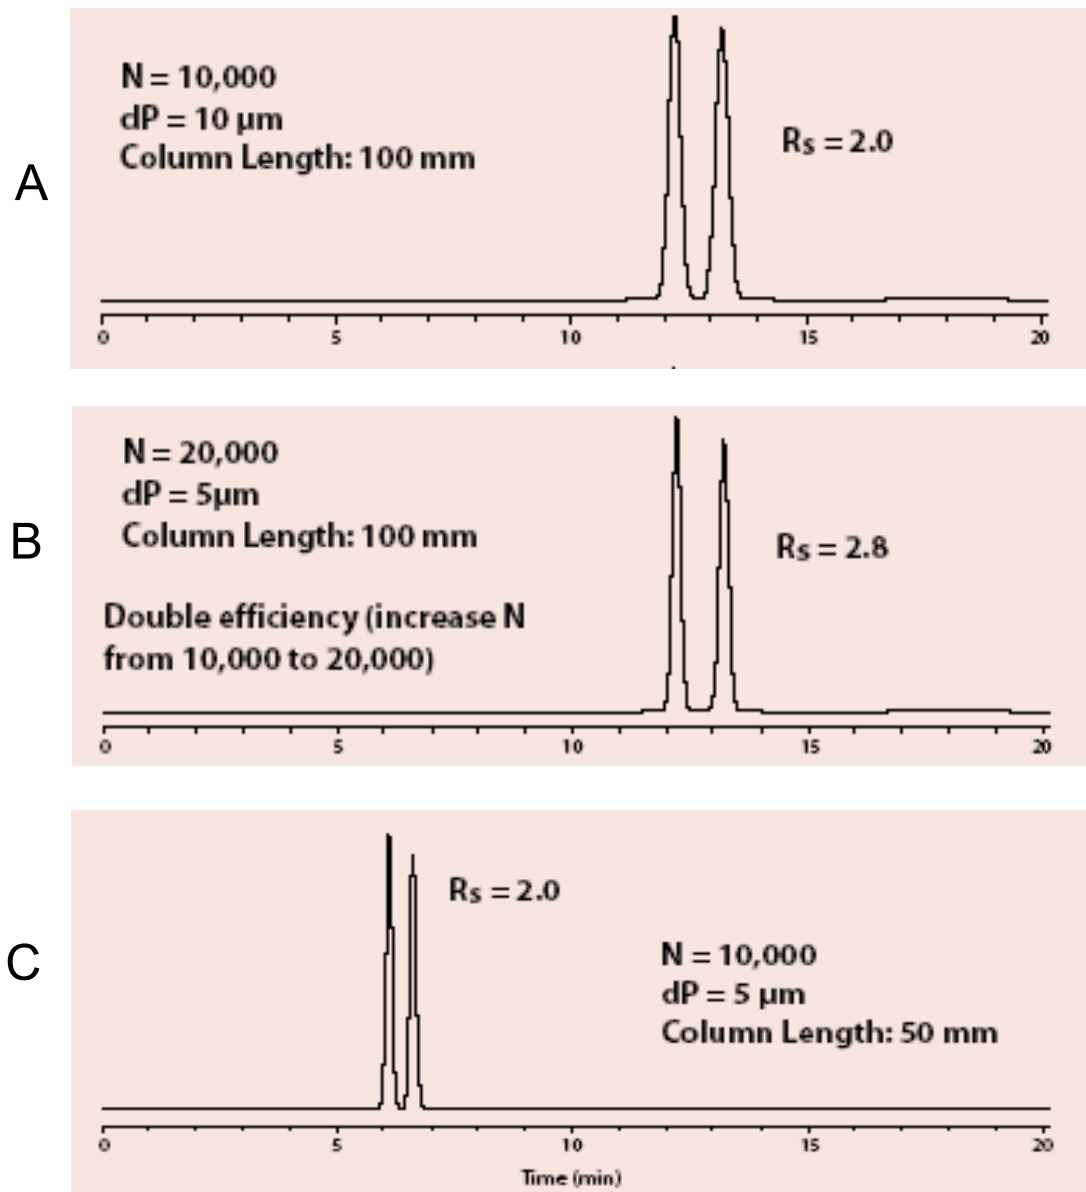 A
N = 10,000
dP = 10 µm
Column Length: 100 mm
Rs = 2.0
0 5 10 15 20
B
N = 20,000
dP = 5µm
Column Length: 100 mm
Rs = 2.8
Double efficiency (increase N
from 10,000 to 20,000)
0 5 10 15 20
C
Rs = 2.0
N = 10,000
dP = 5 µm
Column Length: 50 mm
0 5 10 15 20
Time (min)